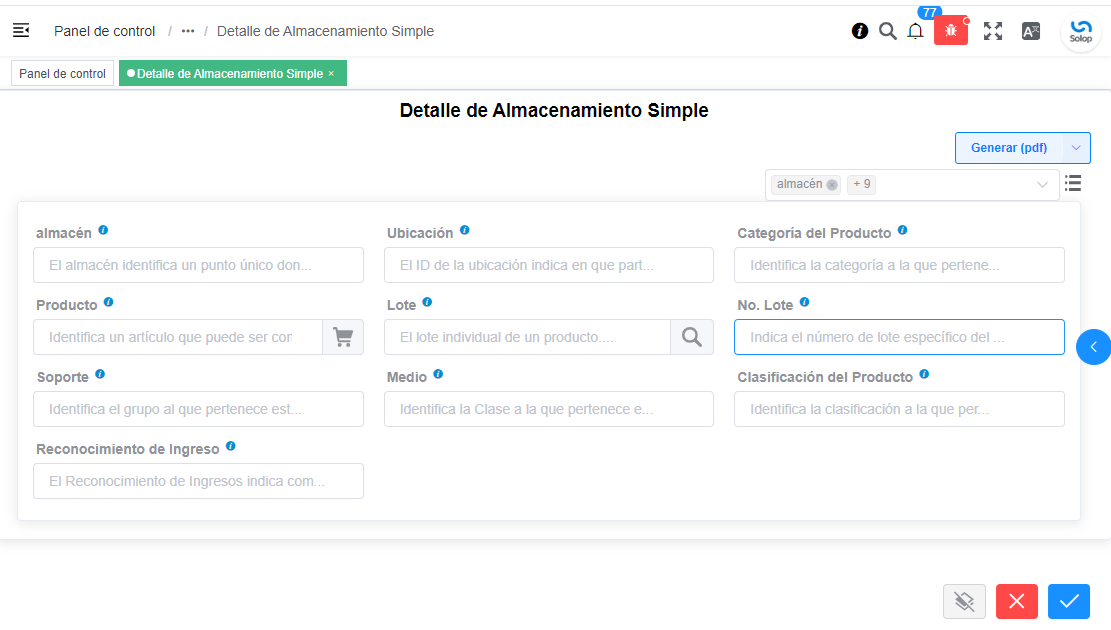 Panel de control / ••• / Detalle de Almacenamiento Simple
77
Solop
Panel de control
Detalle de Almacenamiento Simple ×
Detalle de Almacenamiento Simple
Generar (pdf)
almacén + 9
almacén Ubicación Categoría del Producto
El almacén identifica un punto único don... El ID de la ubicación indica en que part... Identifica la categoría a la que pertene...
Producto Lote No. Lote
Identifica un artículo que puede ser con El lote individual de un producto.... Indica el número de lote específico del ...
Soporte Medio Clasificación del Producto
Identifica el grupo al que pertenece est... Identifica la Clase a la que pertenece e... Identifica la clasificación a la que per...
Reconocimiento de Ingreso
El Reconocimiento de Ingresos indica com...